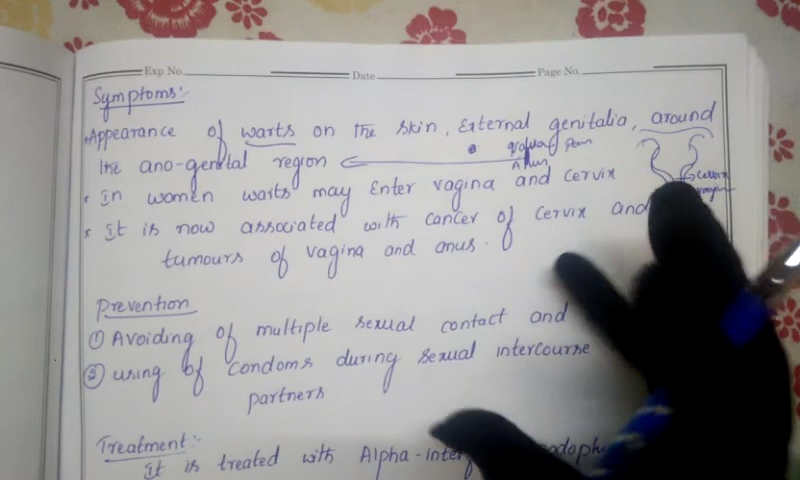 Exp No.
Date
Page No.
Symptoms:-
• Appearance of warts on the skin, External genitalia, around
Anus
the ano-genital region
• In women warts may Enter vagina and cervix
cervix
• It is now associated with cancer of cervix and
tumours of vagina and anus.
Prevention
① Avoiding of multiple sexual contact and
② using of condoms during sexual intercourse
partners
Treatment:-
It is treated with Alpha-